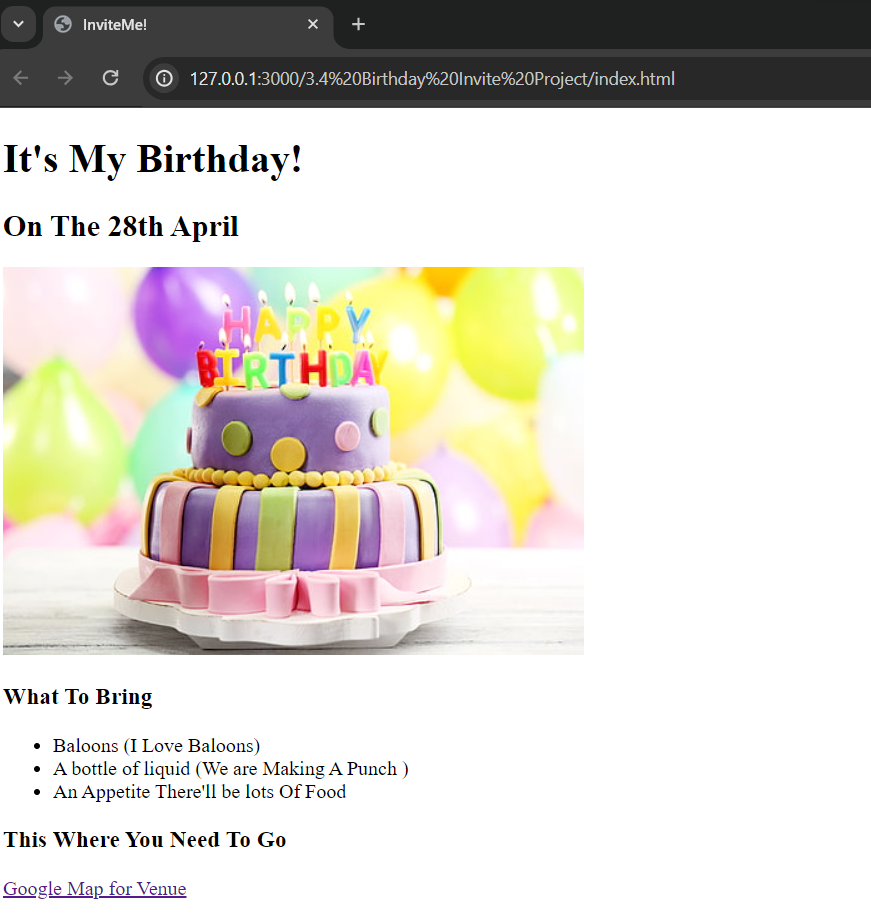 InviteMe!
127.0.0.1:3000/3.4%20Birthday%20Invite%20Project/index.html
It's My Birthday!
On The 28th April
HAPPY
BIRTHDAY
What To Bring
Baloons (I Love Baloons)
A bottle of liquid (We are Making A Punch )
An Appetite There'll be lots Of Food
This Where You Need To Go
Google Map for Venue